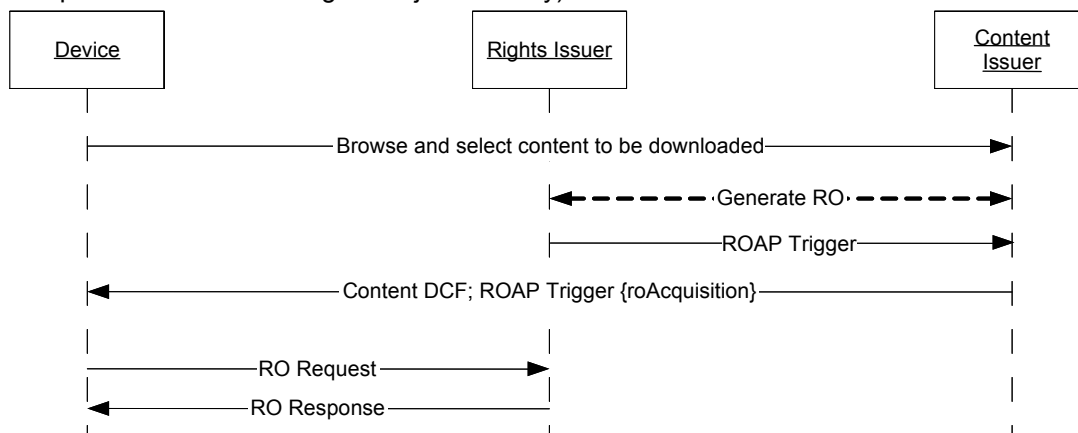 Device
Rights Issuer
Content
Issuer
Browse and select content to be downloaded
Generate RO
ROAP Trigger
Content DCF; ROAP Trigger {roAcquisition}
RO Request
RO Response